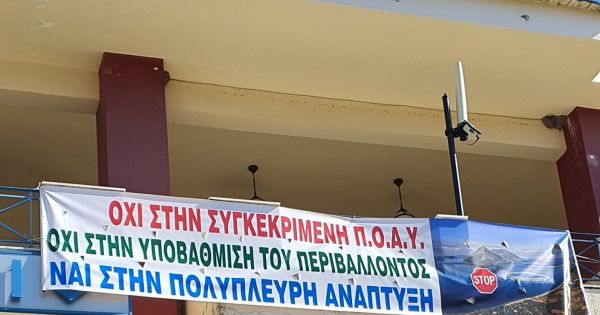 ΟΧΙ ΣΤΗΝ ΣΥΓΚΕΚΡΙΜΕΝΗ Π.Ο.Α.Υ.
ΟΧΙ ΣΤΗΝ ΥΠΟΒΑΘΜΙΣΗ ΤΟΥ ΠΕΡΙΒΑΛΛΟΝΤΟΣ
ΝΑΙ ΣΤΗΝ ΠΟΛΥΠΛΕΥΡΗ ΑΝΑΠΤΥΞΗ
STOP